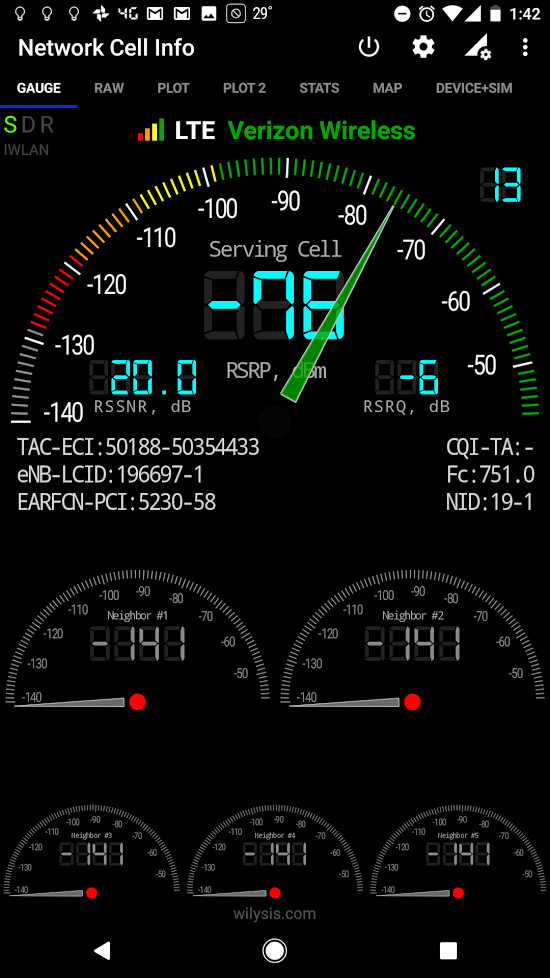 4G M M 29° 1:42
Network Cell Info
GAUGE RAW PLOT PLOT 2 STATS MAP DEVICE+SIM
SDR
IWLAN
LTE Verizon Wireless
13
-140 -130 -120 -110 -100 -90 -80 -70 -60 -50
Serving Cell
-76
RSRP, dBm
20.0
RSSNR, dB
-6
RSRQ, dB
TAC-ECI:50188-50354433 CQI-TA:-
eNB-LCID:196697-1 Fc:751.0
EARFCN-PCI:5230-58 NID:19-1
-140 -130 -120 -110 -100 -90 -80 -70 -60 -50
Neighbor #1
-141
-140 -130 -120 -110 -100 -90 -80 -70 -60 -50
Neighbor #2
-141
-140 -130 -120 -110 -100 -90 -80 -70 -60 -50
Neighbor #3
-141
-140 -130 -120 -110 -100 -90 -80 -70 -60 -50
Neighbor #4
-141
-140 -130 -120 -110 -100 -90 -80 -70 -60 -50
Neighbor #5
-141
wilysis.com